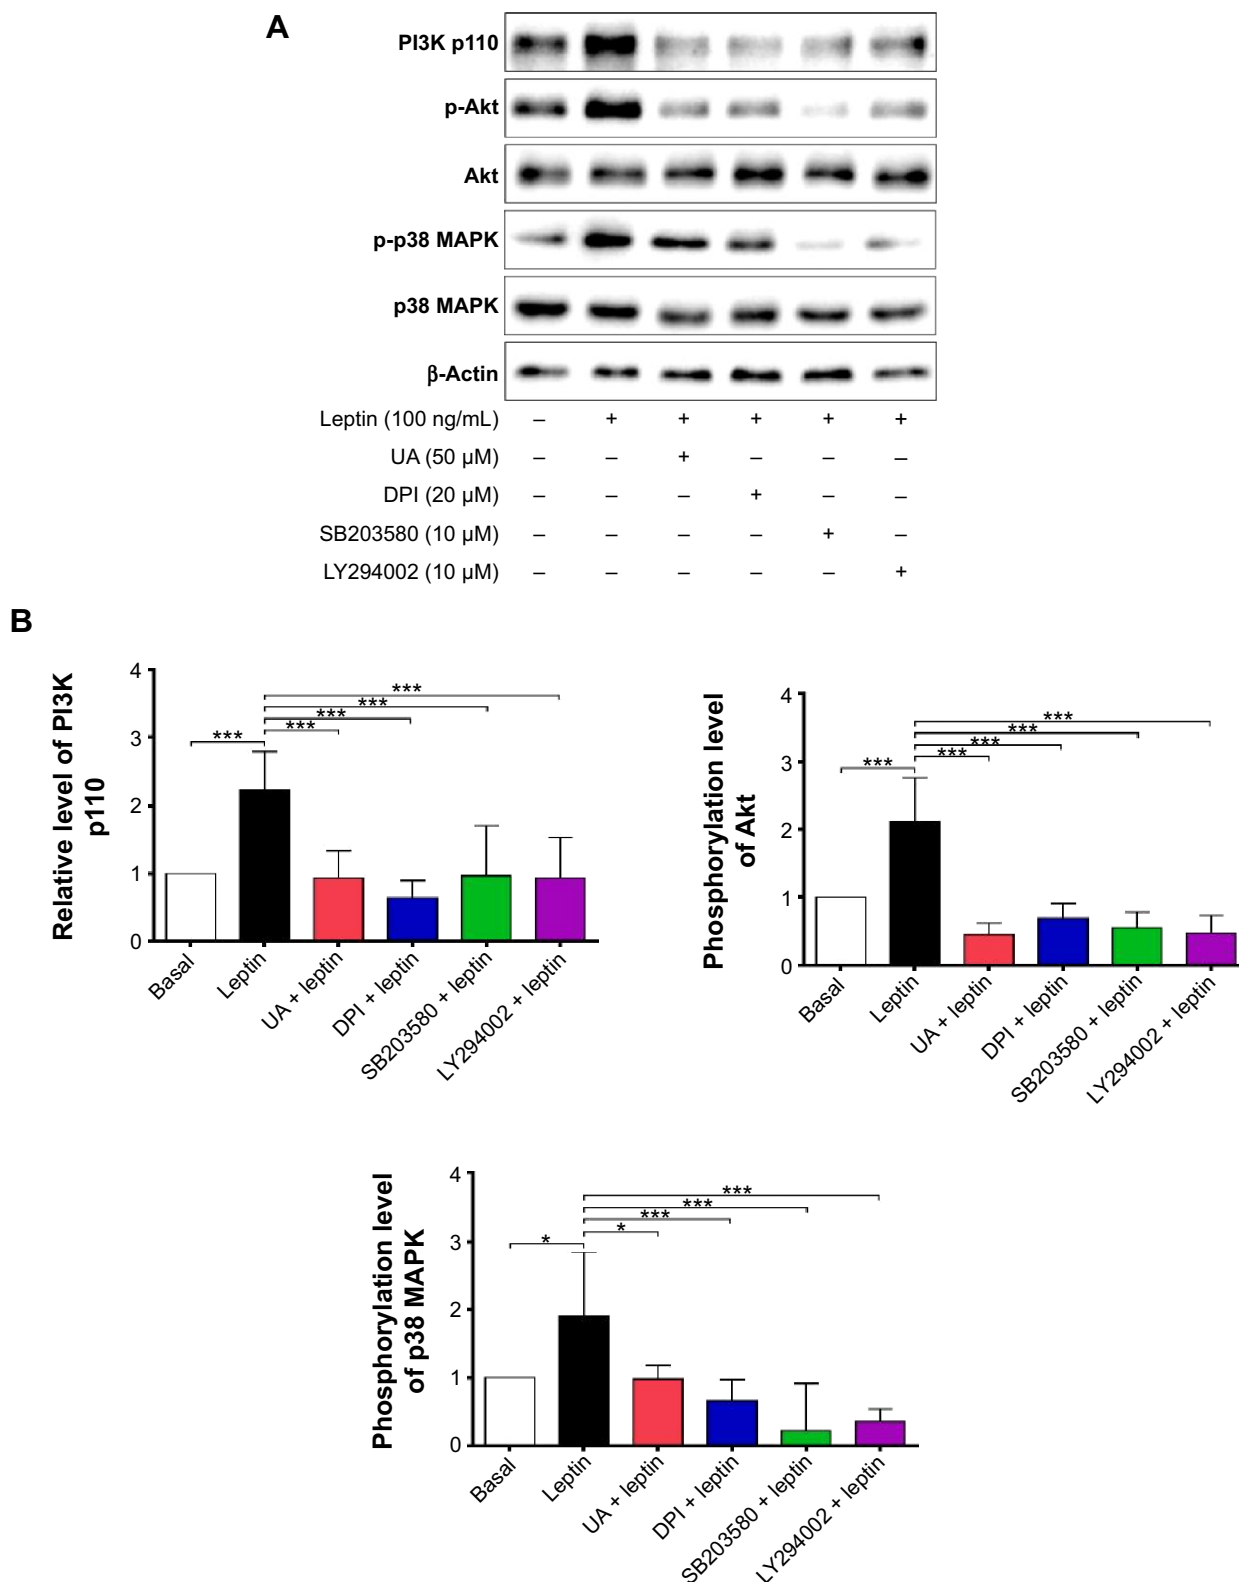 A
PI3K p110
p-Akt
Akt
p-p38 MAPK
p38 MAPK
β-Actin
Leptin (100 ng/mL) – + + + + +
UA (50 µM) – – + – – –
DPI (20 µM) – – – + – –
SB203580 (10 µM) – – – – + –
LY294002 (10 µM) – – – – – +
B
Relative level of PI3K
p110
4
3
2
1
0
***
***
***
***
***
Basal
Leptin
UA + leptin
DPI + leptin
SB203580 + leptin
LY294002 + leptin
Phosphorylation level
of Akt
4
3
2
1
0
***
***
***
***
***
Basal
Leptin
UA + leptin
DPI + leptin
SB203580 + leptin
LY294002 + leptin
Phosphorylation level
of p38 MAPK
4
3
2
1
0
***
***
***
*
*
Basal
Leptin
UA + leptin
DPI + leptin
SB203580 + leptin
LY294002 + leptin